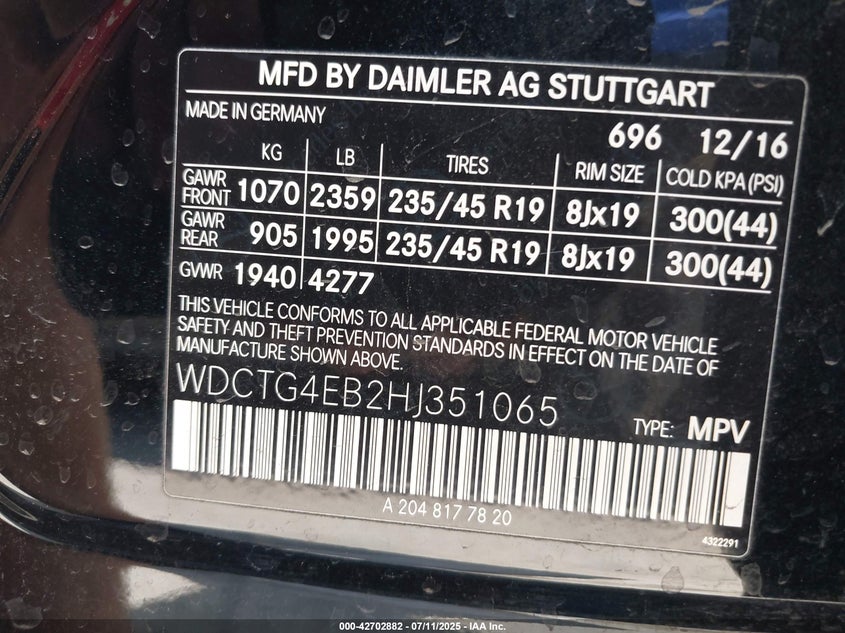 MFD BY DAIMLER AG STUTTGART
MADE IN GERMANY
696 12/16
KG LB TIRES RIM SIZE COLD KPA (PSI)
GAWR FRONT 1070 2359 235/45 R19 8Jx19 300(44)
GAWR REAR 905 1995 235/45 R19 8Jx19 300(44)
GVWR 1940 4277
THIS VEHICLE CONFORMS TO ALL APPLICABLE FEDERAL MOTOR VEHICLE
SAFETY AND THEFT PREVENTION STANDARDS IN EFFECT ON THE DATE OF
MANUFACTURE SHOWN ABOVE.
WDCTG4EB2HJ351065
TYPE: MPV
A 204 817 78 20
4322291
000-42702882 - 07/11/2025 - IAA Inc.